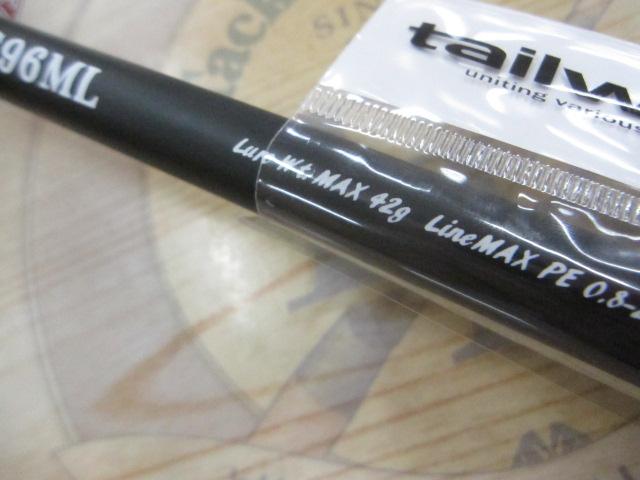 tailw
uniting various
96ML
Lure Wt. MAX 42g LineMAX PE 0.8-